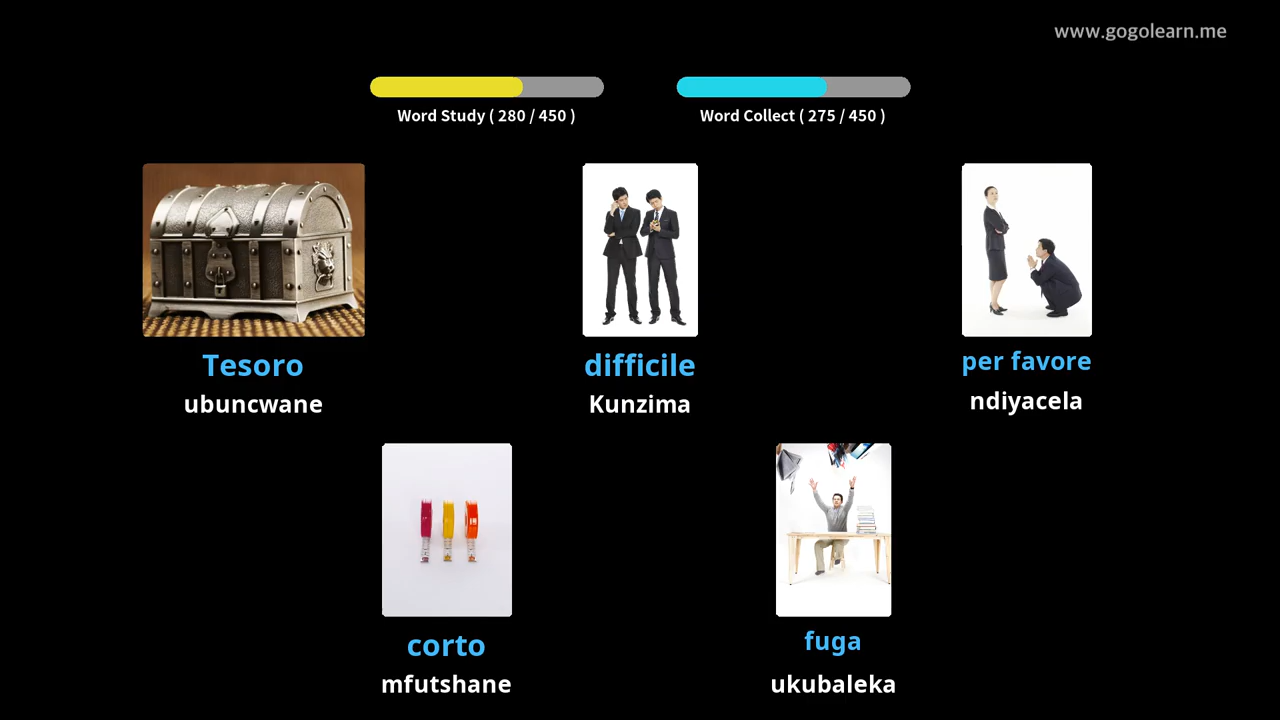 www.gogolearn.me
Word Study ( 280 / 450 )
Word Collect ( 275 / 450 )
Tesoro
ubuncwane
difficile
Kunzima
per favore
ndiyacela
corto
mfutshane
fuga
ukubaleka